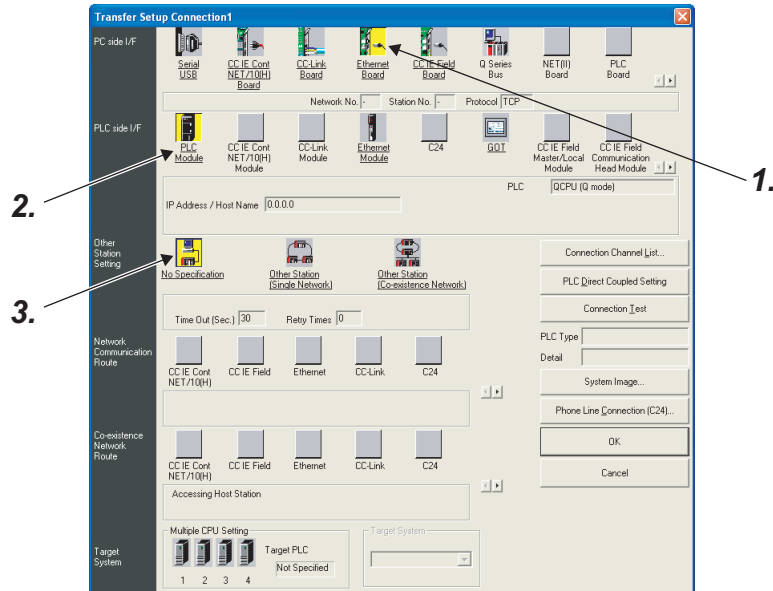 Transfer Setup Connection1
PC side I/F
Serial USB
CC IE Cont NET/10(H) Board
CC-Link Board
Ethernet Board
CC IE Field Board
Q Series Bus
NET(II) Board
PLC Board
Network No. -
Station No. -
Protocol TCP
1.
PLC side I/F
PLC Module
CC IE Cont NET/10(H) Module
CC-Link Module
Ethernet Module
C24
GOT
CC IE Field Master/Local Module
CC IE Field Communication Head Module
2.
PLC QCPU (Q mode)
IP Address / Host Name 0.0.0.0
Other Station Setting
No Specification
Other Station (Single Network)
Other Station (Co-existence Network)
3.
Time Out (Sec.) 30
Retry Times 0
Network Communication Route
CC IE Cont NET/10(H)
CC IE Field
Ethernet
CC-Link
C24
Co-existence Network Route
CC IE Cont NET/10(H)
CC IE Field
Ethernet
CC-Link
C24
Accessing Host Station
Connection Channel List...
PLC Direct Coupled Setting
Connection Test
PLC Type
Detail
System Image...
Phone Line Connection (C24)...
OK
Cancel
Target System
Multiple CPU Setting
1 2 3 4
Target PLC
Not Specified
Target System